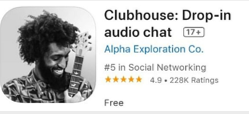 Clubhouse: Drop-in
audio chat 17+
Alpha Exploration Co.
#5 in Social Networking
★★★★★ 4.9 • 228K Ratings
Free